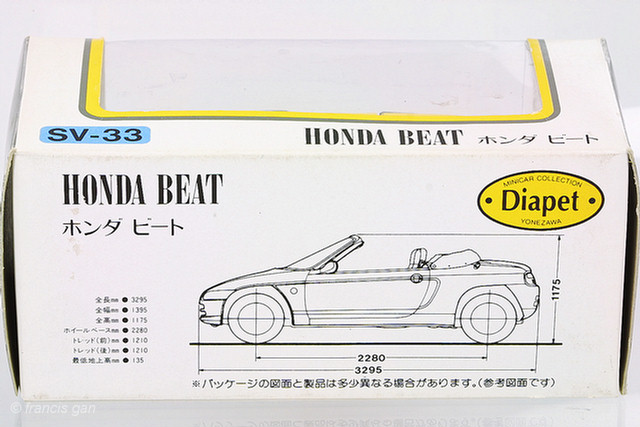 SV-33
HONDA BEAT ホンダ ビート
HONDA BEAT
ホンダ ビート
MINICAR COLLECTION
Diapet
YONEZAWA
全長mm ● 3295
全幅mm ● 1395
全高mm ● 1175
ホイールベースmm ● 2280
トレッド(前)mm ● 1210
トレッド(後)mm ● 1210
最低地上高mm ● 135
1175
2280
3295
※パッケージの図面と製品は多少異なる場合があります。(参考図面です)
© francis gan